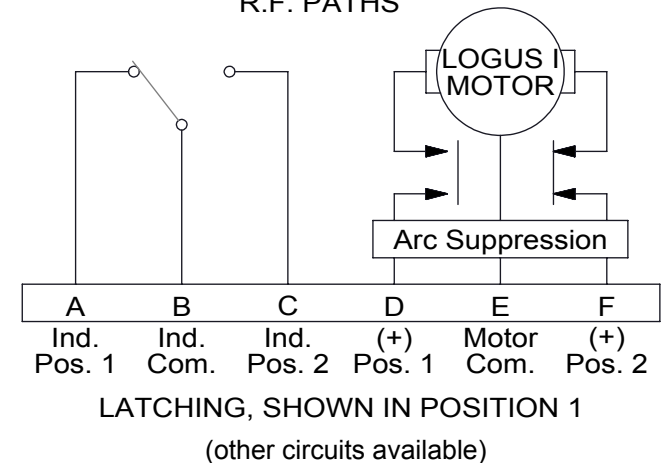 R.F. PATHS
LOGUS I
MOTOR
Arc Suppression
A B C D E F
Ind. Ind. Ind. (+) Motor (+)
Pos. 1 Com. Pos. 2 Pos. 1 Com. Pos. 2
LATCHING, SHOWN IN POSITION 1
(other circuits available)